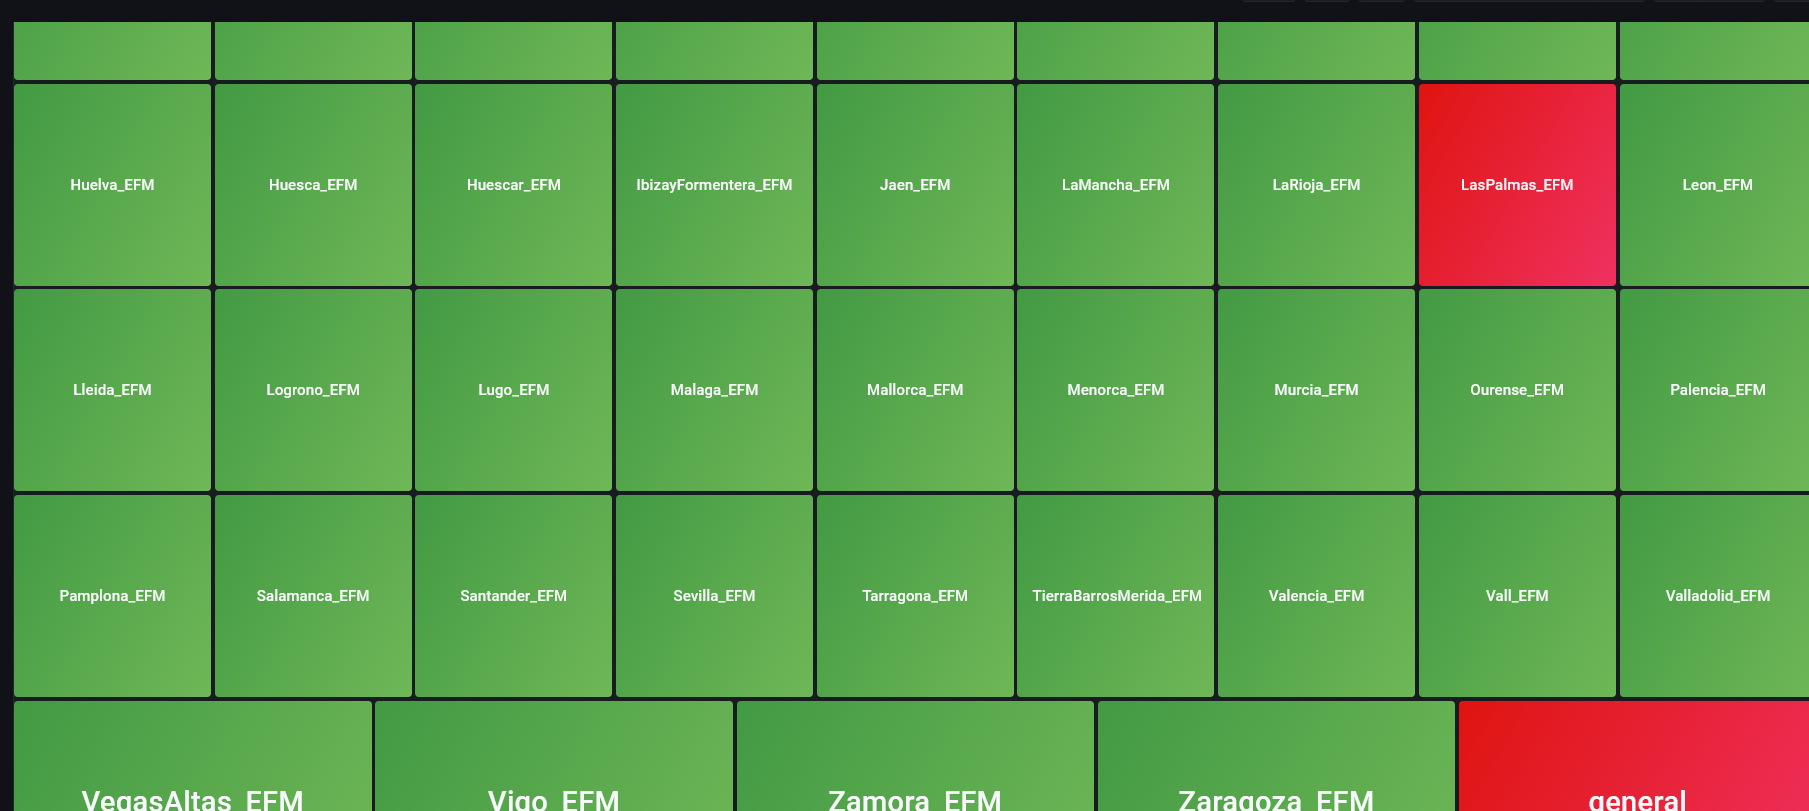 Huelva_EFM
Huesca_EFM
Huescar_EFM
IbizayFormentera_EFM
Jaen_EFM
LaMancha_EFM
LaRioja_EFM
LasPalmas_EFM
Leon_EFM
Lleida_EFM
Logrono_EFM
Lugo_EFM
Malaga_EFM
Mallorca_EFM
Menorca_EFM
Murcia_EFM
Ourense_EFM
Palencia_EFM
Pamplona_EFM
Salamanca_EFM
Santander_EFM
Sevilla_EFM
Tarragona_EFM
TierraBarrosMerida_EFM
Valencia_EFM
Vall_EFM
Valladolid_EFM
VegasAltas_EFM
Vigo_EFM
Zamora_EFM
Zaragoza_EFM
general